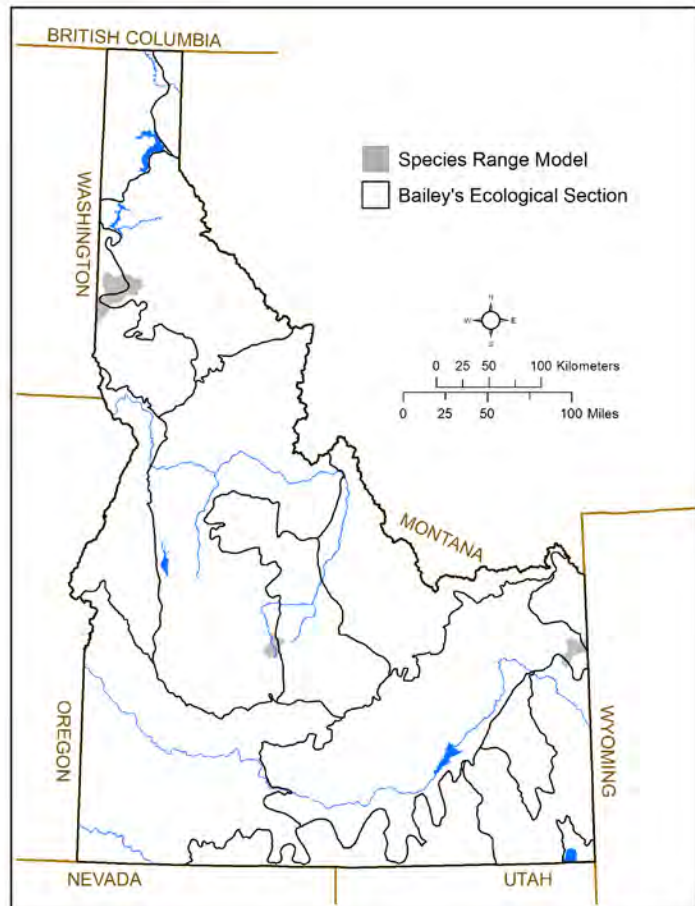 BRITISH COLUMBIA
WASHINGTON
Species Range Model
Bailey's Ecological Section
N
W
E
S
0 25 50 100 Kilometers
0 25 50 100 Miles
MONTANA
OREGON
WYOMING
NEVADA
UTAH